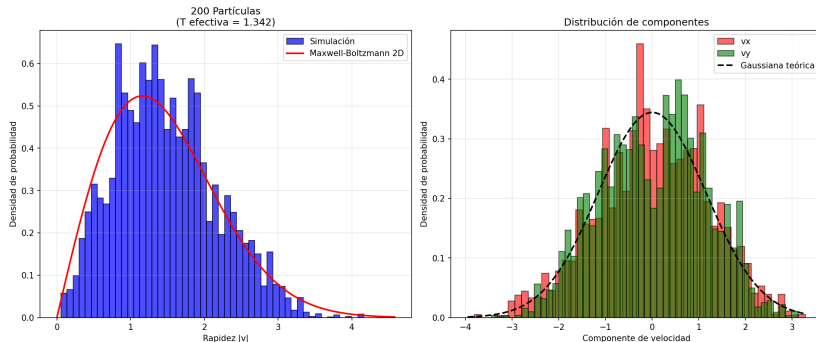 200 Partículas
(T efectiva = 1.342)
Simulación
Maxwell-Boltzmann 2D
Densidad de probabilidad
0.6
0.5
0.4
0.3
0.2
0.1
0.0
0
1
2
3
4
Rapidez |v|
Distribución de componentes
vx
vy
Gaussiana teórica
Densidad de probabilidad
0.4
0.3
0.2
0.1
0.0
−4
−3
−2
−1
0
1
2
3
Componente de velocidad